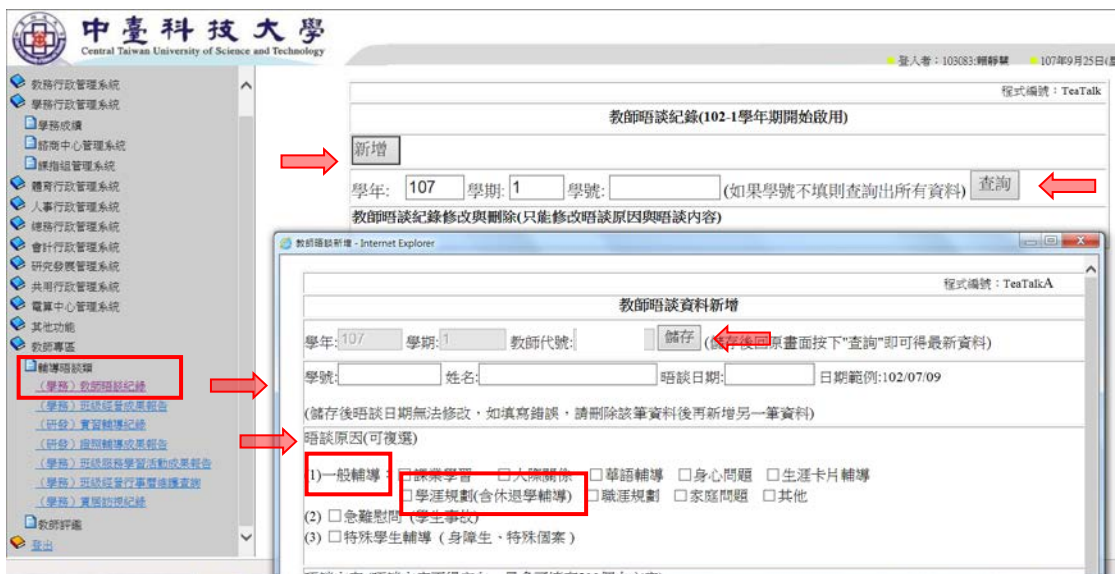 中臺科技大學
Central Taiwan University of Science and Technology
登入者：103083:賴靜慧 107年9月25日(星
教務行政管理系統
學務行政管理系統
學務成績
諮商中心管理系統
課指組管理系統
體育行政管理系統
人事行政管理系統
總務行政管理系統
會計行政管理系統
研究發展管理系統
共用行政管理系統
電算中心管理系統
其他功能
教師專區
輔導晤談類
（學務）教師晤談紀錄
（學務）班級經營成果報告
（研發）實習輔導紀錄
（研發）證照輔導成果報告
（學務）班級服務學習活動成果報告
（學務）班級經營行事曆維護查詢
（學務）賃居訪視紀錄
教師評鑑
登出
程式編號：TeaTalk
教師晤談紀錄(102-1學年期開始啟用)
新增
學年: 107 學期: 1 學號: (如果學號不填則查詢出所有資料) 查詢
教師晤談紀錄修改與刪除(只能修改晤談原因與晤談內容)
教師晤談新增 - Internet Explorer
程式編號：TeaTalkA
教師晤談資料新增
學年: 107 學期: 1 教師代號: 儲存 (儲存後回原畫面按下"查詢"即可得最新資料)
學號: 姓名: 晤談日期: 日期範例:102/07/09
(儲存後晤談日期無法修改，如填寫錯誤，請刪除該筆資料後再新增另一筆資料)
晤談原因(可複選)
(1)一般輔導：□課業學習 □人際關係 □華語輔導 □身心問題 □生涯卡片輔導
□學涯規劃(含休退學輔導) □職涯規劃 □家庭問題 □其他
(2) □急難慰問 (學生事故)
(3) □特殊學生輔導 ( 身障生、特殊個案 )